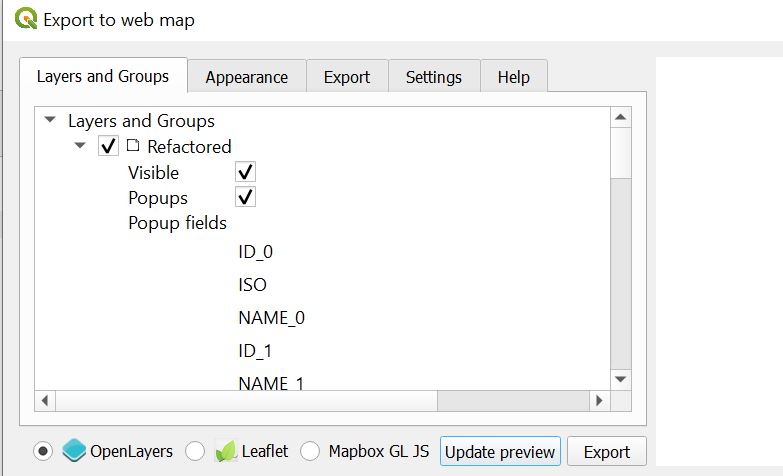 Export to web map
Layers and Groups Appearance Export Settings Help
Layers and Groups
Refactored
Visible
Popups
Popup fields
ID_0
ISO
NAME_0
ID_1
NAME_1
OpenLayers Leaflet Mapbox GL JS Update preview Export